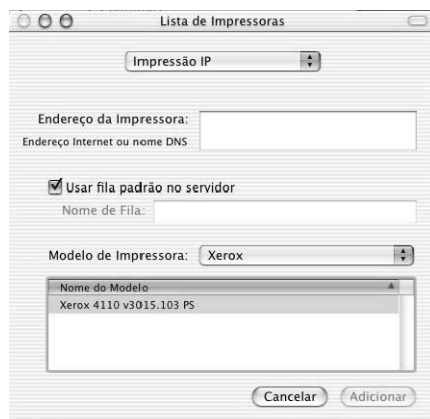 Lista de Impressoras
Impressão IP
Endereço da Impressora:
Endereço Internet ou nome DNS
Usar fila padrão no servidor
Nome de Fila:
Modelo de Impressora: Xerox
Nome do Modelo
Xerox 4110 v3015.103 PS
Cancelar Adicionar